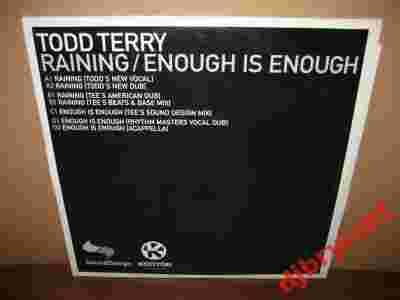 TODD TERRY
RAINING / ENOUGH IS ENOUGH
A1 RAINING (TODD'S NEW VOCAL)
A2 RAINING (TODD'S NEW DUB)
B1 RAINING (TEE'S AMERICAN DUB)
B2 RAINING (TEE'S BEATS & BASE MIX)
C1 ENOUGH IS ENOUGH (TEE'S SOUND DESIGN MIX)
D1 ENOUGH IS ENOUGH (RHYTHM MASTERS VOCAL DUB)
D2 ENOUGH IS ENOUGH (ACAPPELLA)
SoundDesign
K
KONTOR